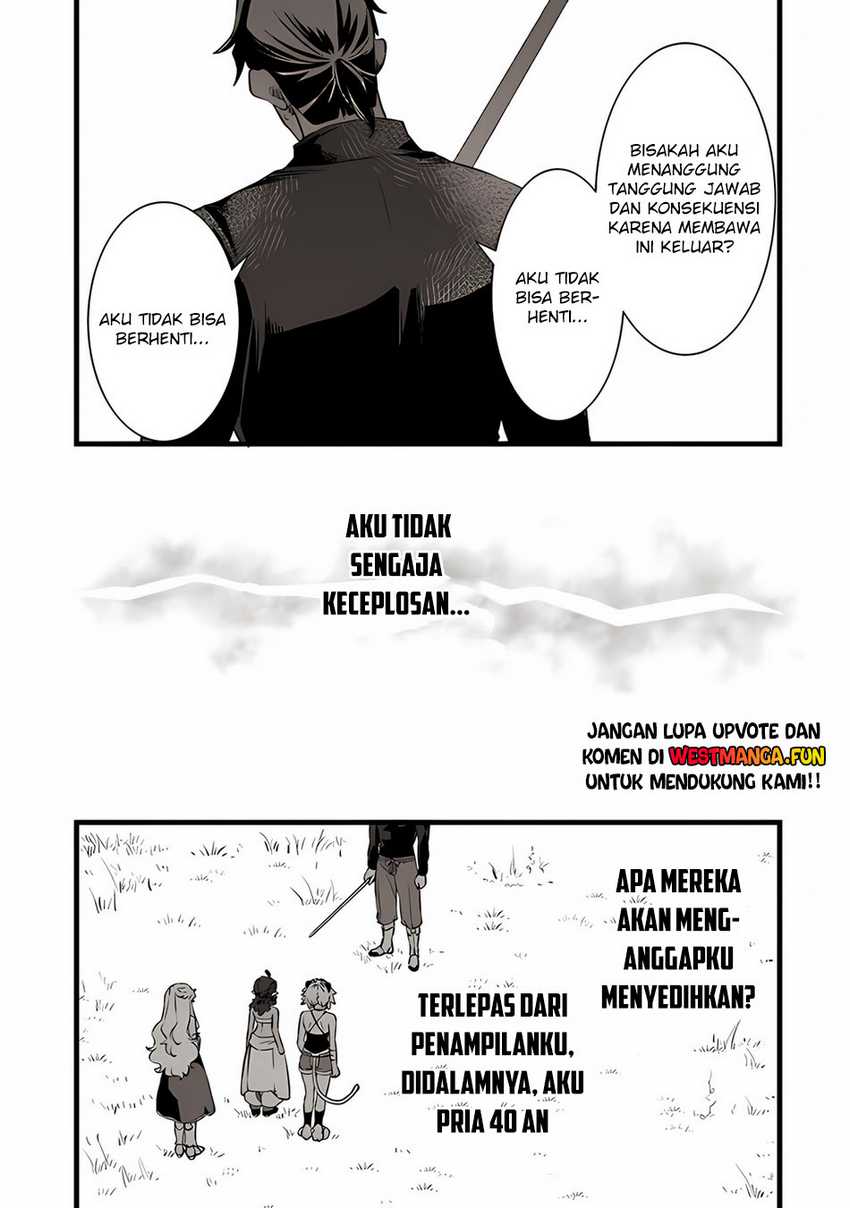 BISAKAH AKU
MENANGGUNG
TANGGUNG JAWAB
DAN KONSEKUENSI
KARENA MEMBAWA
INI KELUAR?
AKU TIDAK
BISA BER-
HENTI...
AKU TIDAK BISA
BERHENTI...
AKU TIDAK
SENGAJA
KECEPLOSAN...
JANGAN LUPA UPVOTE DAN
KOMEN DI WESTMANGA.FUN
UNTUK MENDUKUNG KAMI!!
APA MEREKA
AKAN MENG-
ANGGAPKU
MENYEDIHKAN?
TERLEPAS DARI
PENAMPILANKU,
DIDALAMNYA, AKU
PRIA 40 AN